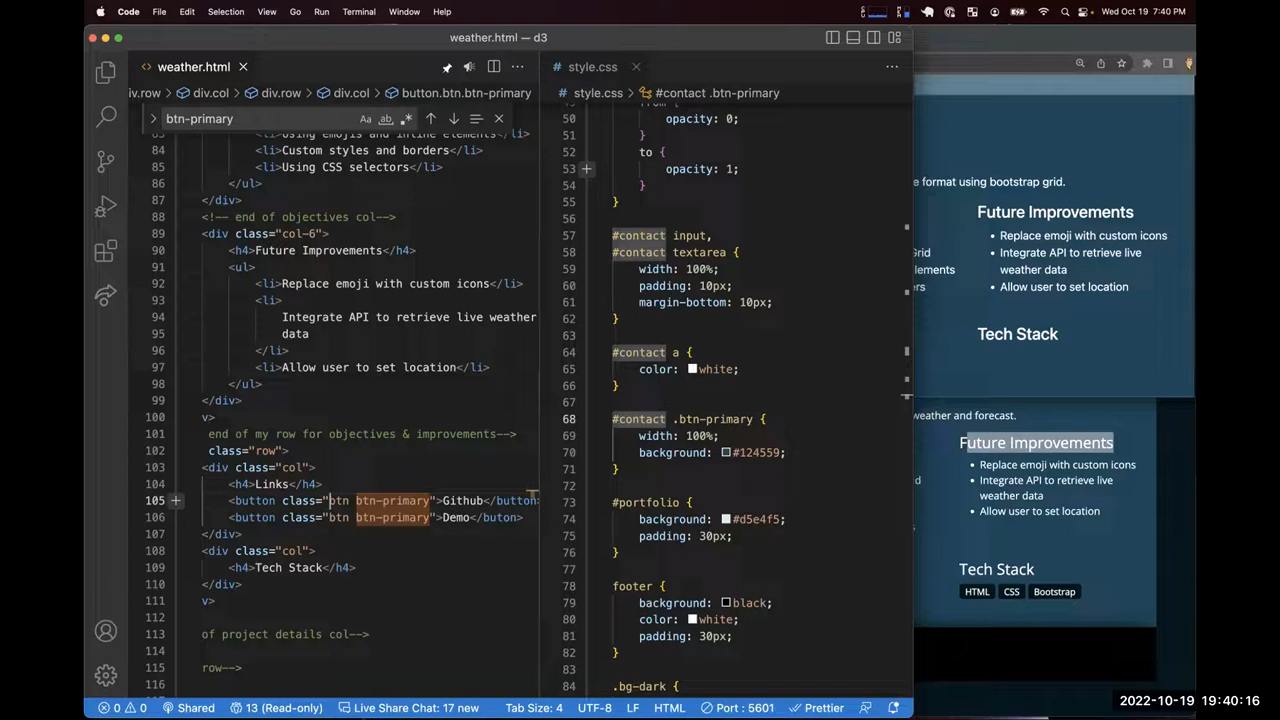 Code File Edit Selection View Go Run Terminal Window Help Wed Oct 19 7:40 PM
weather.html — d3
weather.html
iv.row div.col div.row div.col button.btn.btn-primary
btn-primary
83 <li>Using emojis and inline elements</li>
84 <li>Custom styles and borders</li>
85 <li>Using CSS selectors</li>
86 </ul>
87 </div>
88 <!-- end of objectives col-->
89 <div class="col-6">
90 <h4>Future Improvements</h4>
91 <ul>
92 <li>Replace emoji with custom icons</li>
93 <li>
94 Integrate API to retrieve live weather
95 data
96 </li>
97 <li>Allow user to set location</li>
98 </ul>
99 </div>
100 v>
101 end of my row for objectives & improvements-->
102 class="row">
103 <div class="col">
104 <h4>Links</h4>
105 <button class="btn btn-primary">Github</button>
106 <button class="btn btn-primary">Demo</buton>
107 </div>
108 <div class="col">
109 <h4>Tech Stack</h4>
110 </div>
111 v>
112
113 of project details col-->
114
115 row-->
116
style.css
style.css #contact .btn-primary
49 from {
50 opacity: 0;
51 }
52 to {
53 opacity: 1;
54 }
55 }
56
57 #contact input,
58 #contact textarea {
59 width: 100%;
60 padding: 10px;
61 margin-bottom: 10px;
62 }
63
64 #contact a {
65 color: white;
66 }
67
68 #contact .btn-primary {
69 width: 100%;
70 background: #124559;
71 }
72
73 #portfolio {
74 background: #d5e4f5;
75 padding: 30px;
76 }
77
78 footer {
79 background: black;
80 color: white;
81 padding: 30px;
82 }
83
84 .bg-dark {
e format using bootstrap grid.
Future Improvements
Replace emoji with custom icons
Integrate API to retrieve live
weather data
Allow user to set location
Grid
ements
ers
Tech Stack
weather and forecast.
Future Improvements
Replace emoji with custom icons
Integrate API to retrieve live
weather data
Allow user to set location
d
Tech Stack
HTML CSS Bootstrap
0 0 Shared 13 (Read-only) Live Share Chat: 17 new Tab Size: 4 UTF-8 LF HTML Port : 5601 Prettier
2022-10-19 19:40:16